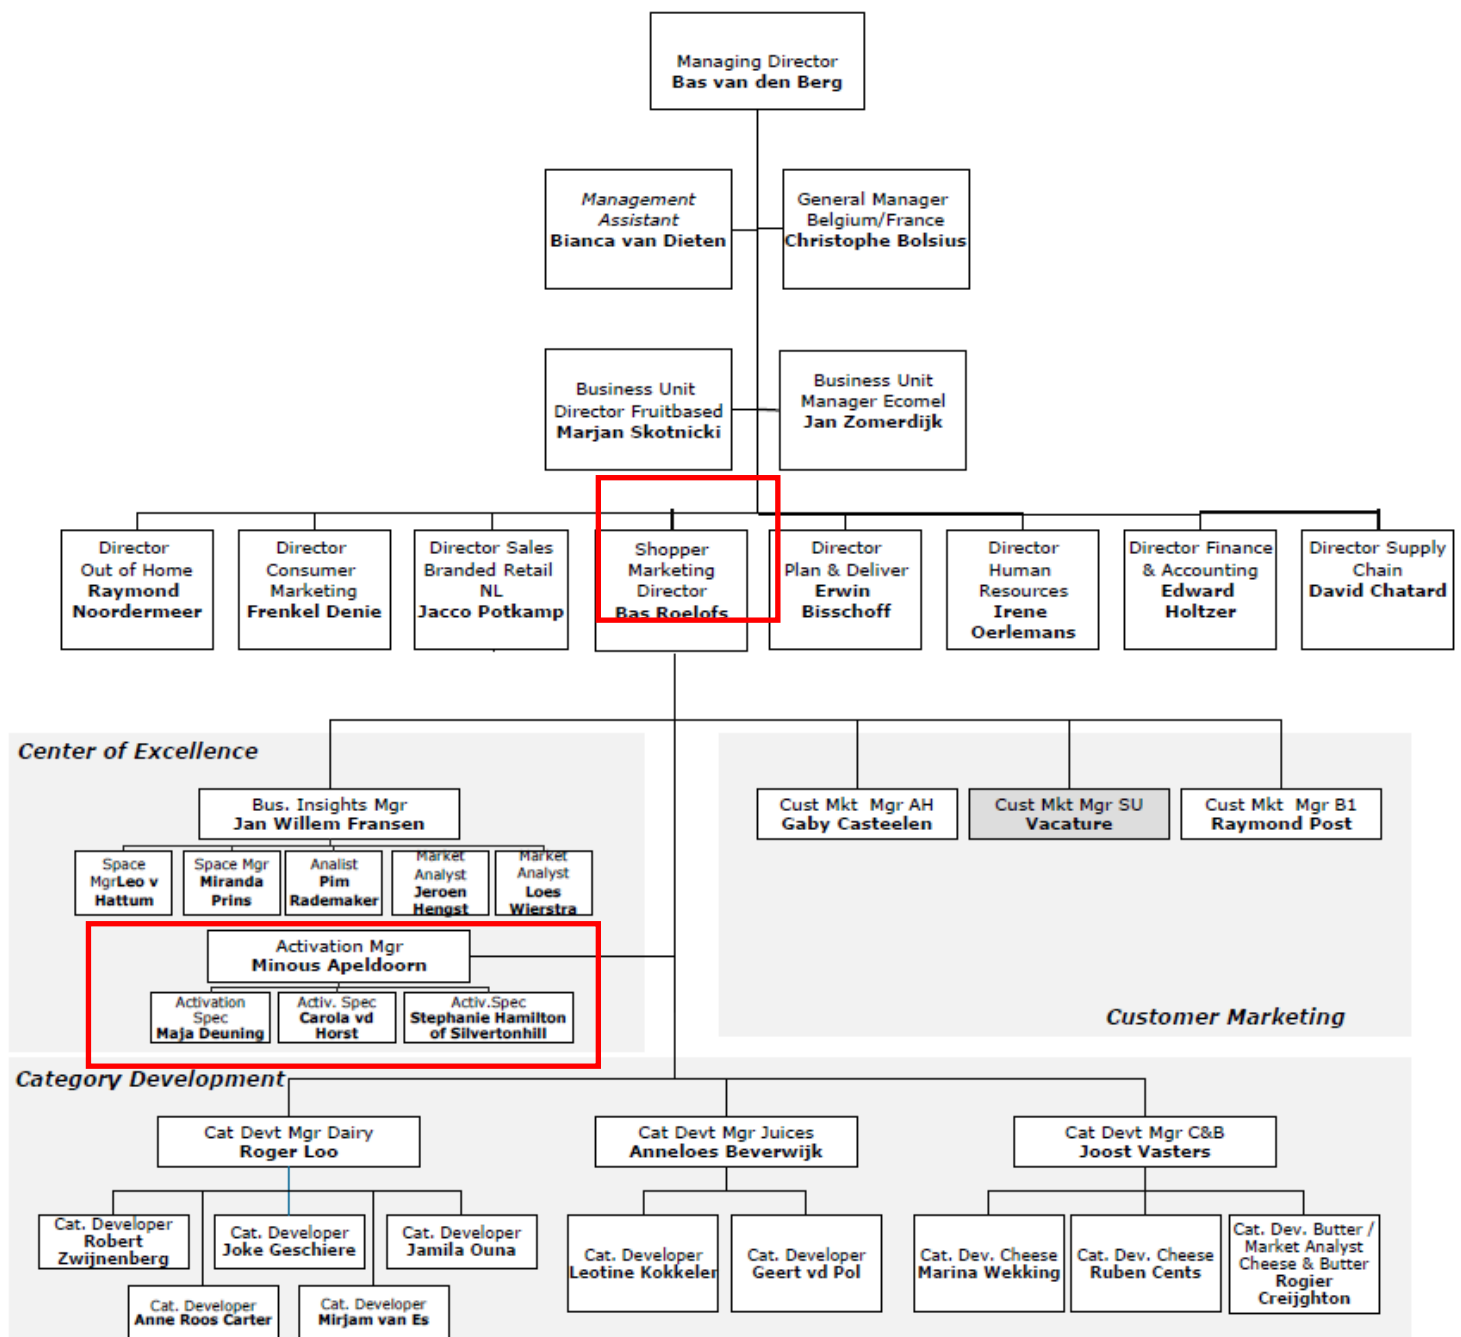 Managing Director
Bas van den Berg
Management
Assistant
Bianca van Dieten
General Manager
Belgium/France
Christophe Bolsius
Business Unit
Director Fruitbased
Marjan Skotnicki
Business Unit
Manager Ecomel
Jan Zomerdijk
Director
Out of Home
Raymond
Noordermeer
Director
Consumer
Marketing
Frenkel Denie
Director Sales
Branded Retail
NL
Jacco Potkamp
Shopper
Marketing
Director
Bas Roelofs
Director
Plan & Deliver
Erwin
Bisschoff
Director
Human
Resources
Irene
Oerlemans
Director Finance
& Accounting
Edward
Holtzer
Director Supply
Chain
David Chatard
Center of Excellence
Bus. Insights Mgr
Jan Willem Fransen
Space
MgrLeo v
Hattum
Space Mgr
Miranda
Prins
Analist
Pim
Rademaker
Market
Analyst
Jeroen
Hengst
Market
Analyst
Loes
Wierstra
Activation Mgr
Minous Apeldoorn
Activation
Spec
Maja Deuning
Activ. Spec
Carola vd
Horst
Activ.Spec
Stephanie Hamilton
of Silvertonhill
Cust Mkt Mgr AH
Gaby Casteelen
Cust Mkt Mgr SU
Vacature
Cust Mkt Mgr B1
Raymond Post
Customer Marketing
Category Development
Cat Devt Mgr Dairy
Roger Loo
Cat. Developer
Robert
Zwijnenberg
Cat. Developer
Joke Geschiere
Cat. Developer
Jamila Ouna
Cat. Developer
Anne Roos Carter
Cat. Developer
Mirjam van Es
Cat Devt Mgr Juices
Anneloes Beverwijk
Cat. Developer
Leotine Kokkeler
Cat. Developer
Geert vd Pol
Cat Devt Mgr C&B
Joost Vasters
Cat. Dev. Cheese
Marina Wekking
Cat. Dev. Cheese
Ruben Cents
Cat. Dev. Butter /
Market Analyst
Cheese & Butter
Rogier
Creijghton